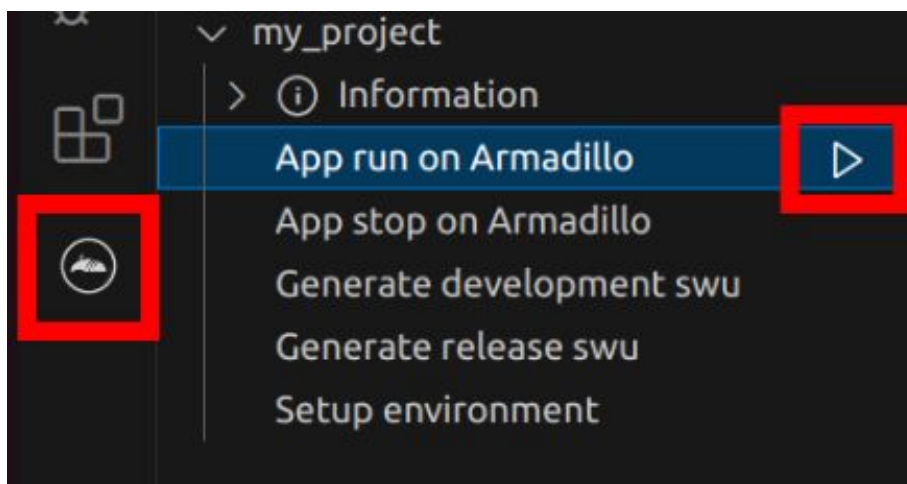 my_project
Information
App run on Armadillo
App stop on Armadillo
Generate development swu
Generate release swu
Setup environment